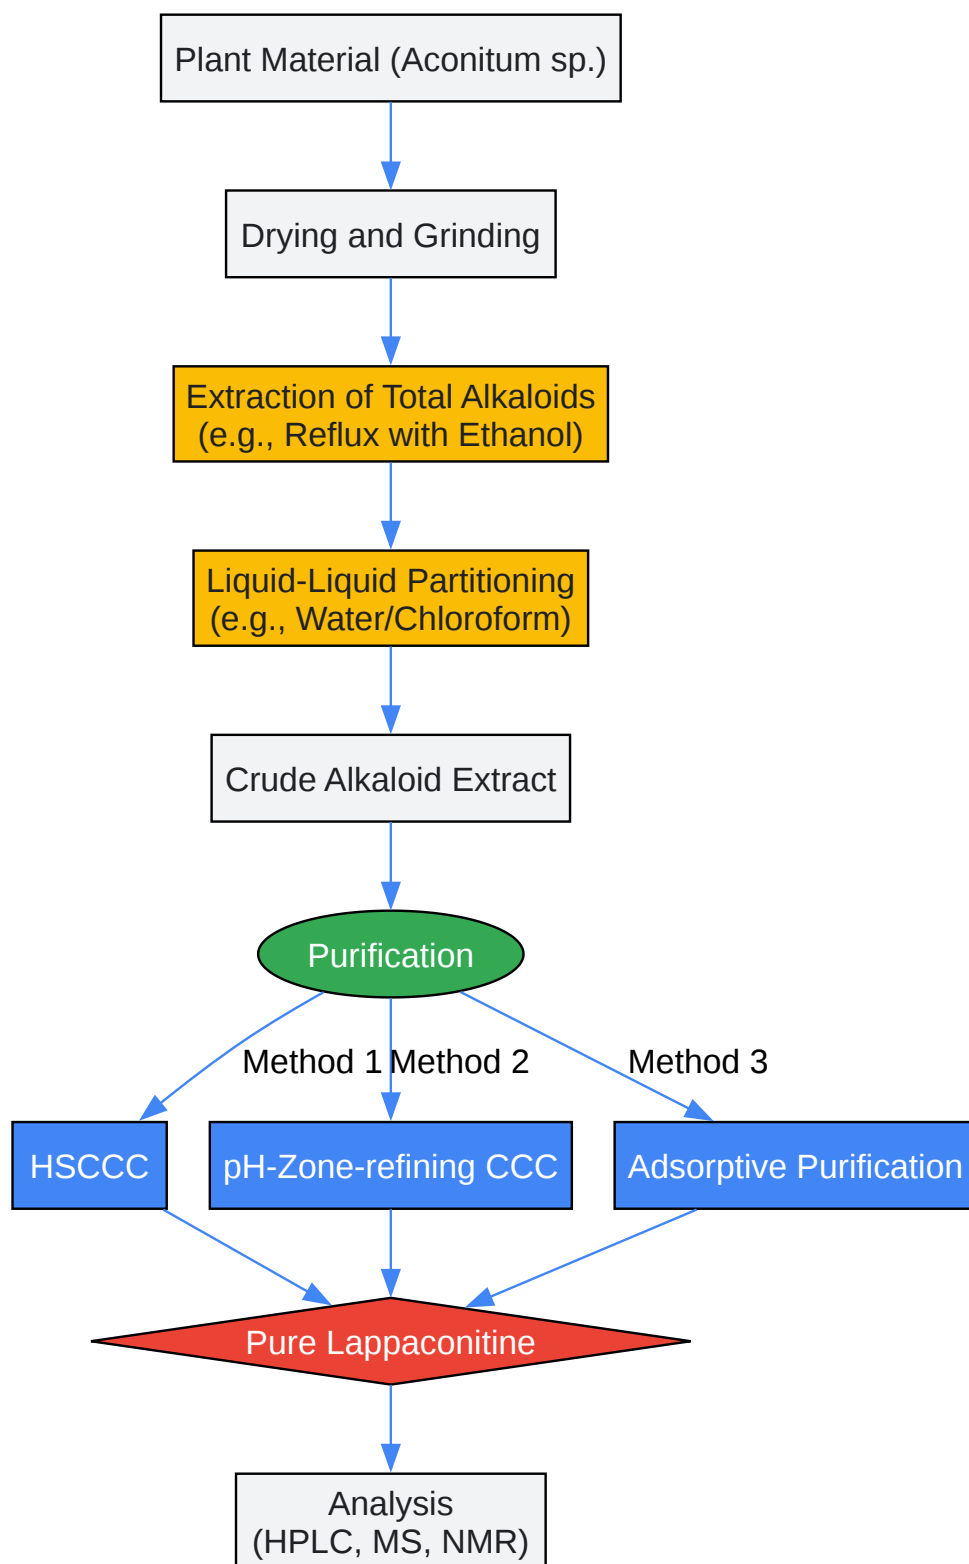 Plant Material (Aconitum sp.)
Drying and Grinding
Extraction of Total Alkaloids
(e.g., Reflux with Ethanol)
Liquid-Liquid Partitioning
(e.g., Water/Chloroform)
Crude Alkaloid Extract
Purification
Method 1
Method 2
Method 3
HSCCC
pH-Zone-refining CCC
Adsorptive Purification
Pure Lappaconitine
Analysis
(HPLC, MS, NMR)